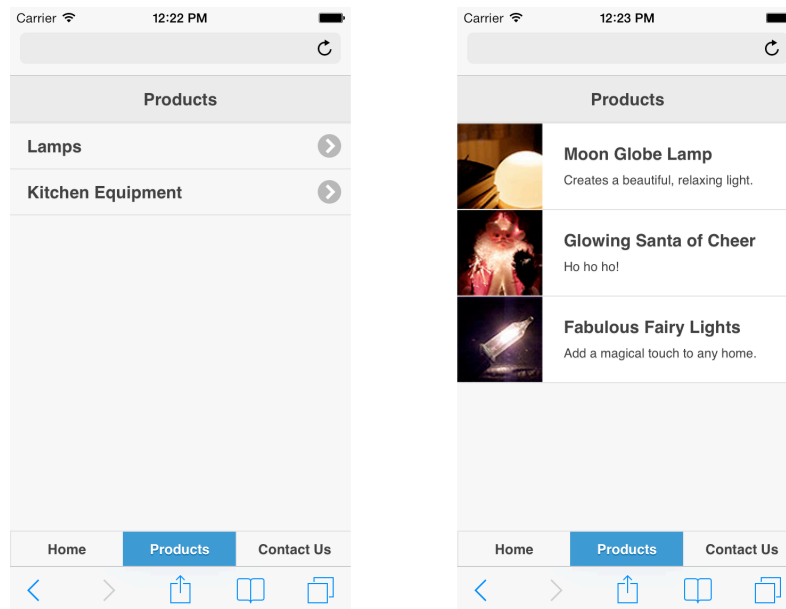 Carrier 12:22 PM
Products
Lamps
Kitchen Equipment
Home Products Contact Us
Carrier 12:23 PM
Products
Moon Globe Lamp
Creates a beautiful, relaxing light.
Glowing Santa of Cheer
Ho ho ho!
Fabulous Fairy Lights
Add a magical touch to any home.
Home Products Contact Us